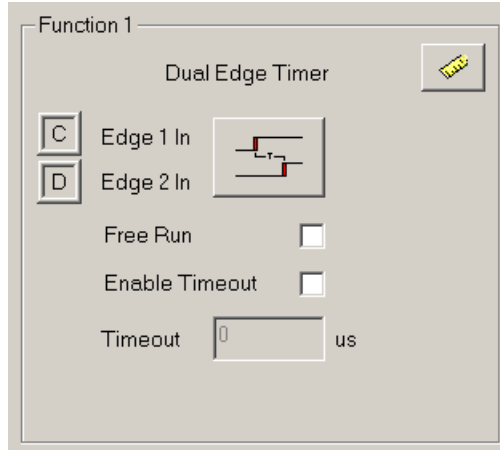 Function 1
Dual Edge Timer
C Edge 1 In
T
D Edge 2 In
Free Run
Enable Timeout
Timeout 0 us